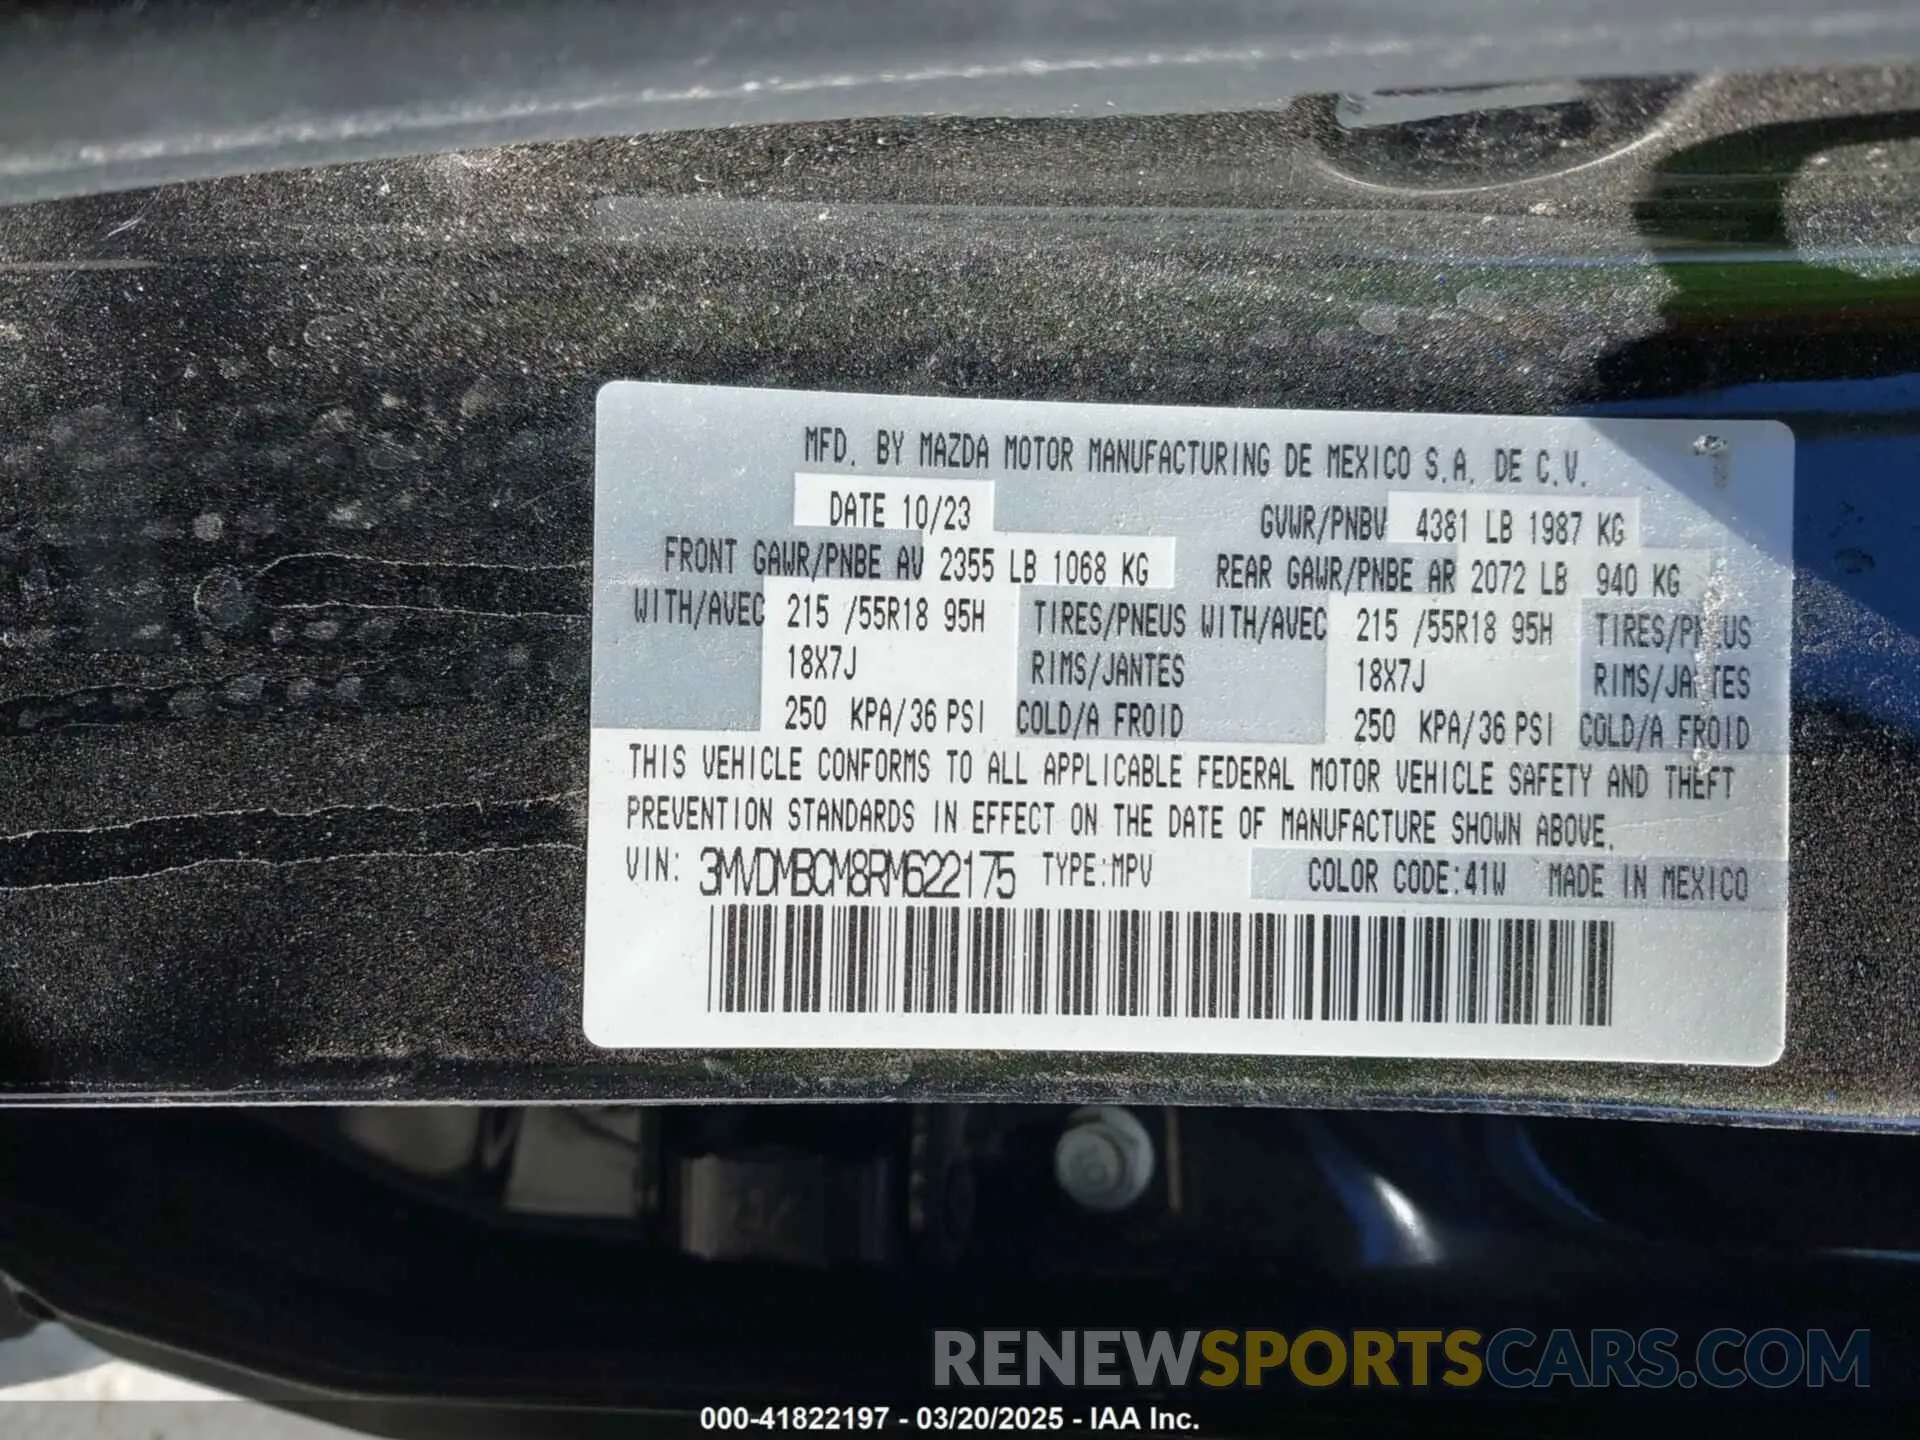 MFD. BY MAZDA MOTOR MANUFACTURING DE MEXICO S.A. DE C.V.
DATE 10/23 GVWR/PNBV 4381 LB 1987 KG
FRONT GAWR/PNBE AV 2355 LB 1068 KG REAR GAWR/PNBE AR 2072 LB 940 KG
WITH/AVEC 215 /55R18 95H TIRES/PNEUS WITH/AVEC 215 /55R18 95H TIRES/PNEUS
18X7J RIMS/JANTES 18X7J RIMS/JANTES
250 KPA/36 PSI COLD/A FROID 250 KPA/36 PSI COLD/A FROID
THIS VEHICLE CONFORMS TO ALL APPLICABLE FEDERAL MOTOR VEHICLE SAFETY AND THEFT
PREVENTION STANDARDS IN EFFECT ON THE DATE OF MANUFACTURE SHOWN ABOVE.
VIN: 3MVDMBCM8RM622175 TYPE:MPV COLOR CODE:41W MADE IN MEXICO
RENEWSPORTSCARS.COM
000-41822197 - 03/20/2025 - IAA Inc.